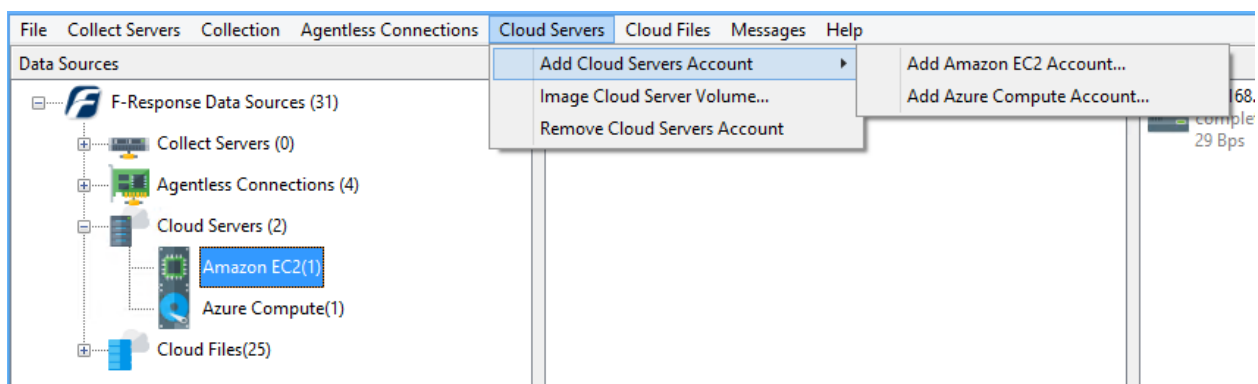 File Collect Servers Collection Agentless Connections Cloud Servers Cloud Files Messages Help
Data Sources
Add Cloud Servers Account
Image Cloud Server Volume...
Remove Cloud Servers Account
Add Amazon EC2 Account...
Add Azure Compute Account...
168.
29 Bps
F-Response Data Sources (31)
Collect Servers (0)
Agentless Connections (4)
Cloud Servers (2)
Amazon EC2(1)
Azure Compute(1)
Cloud Files(25)